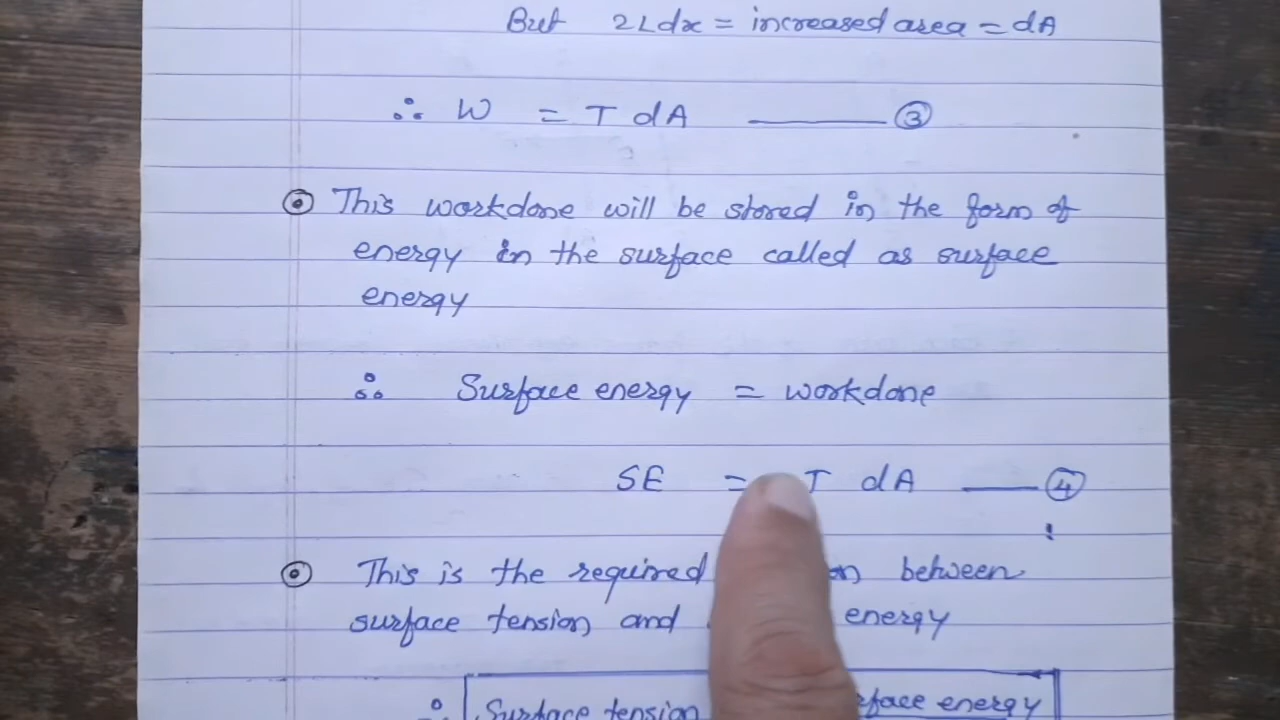 But 2Ldx = increased area = dA
∴ W = T dA ——— ③
This workdone will be stored in the form of
energy in the surface called as surface
energy
∴ Surface energy = workdone
SE = T dA —— ④
This is the required between
surface tension and energy
∴ Surface tension energy